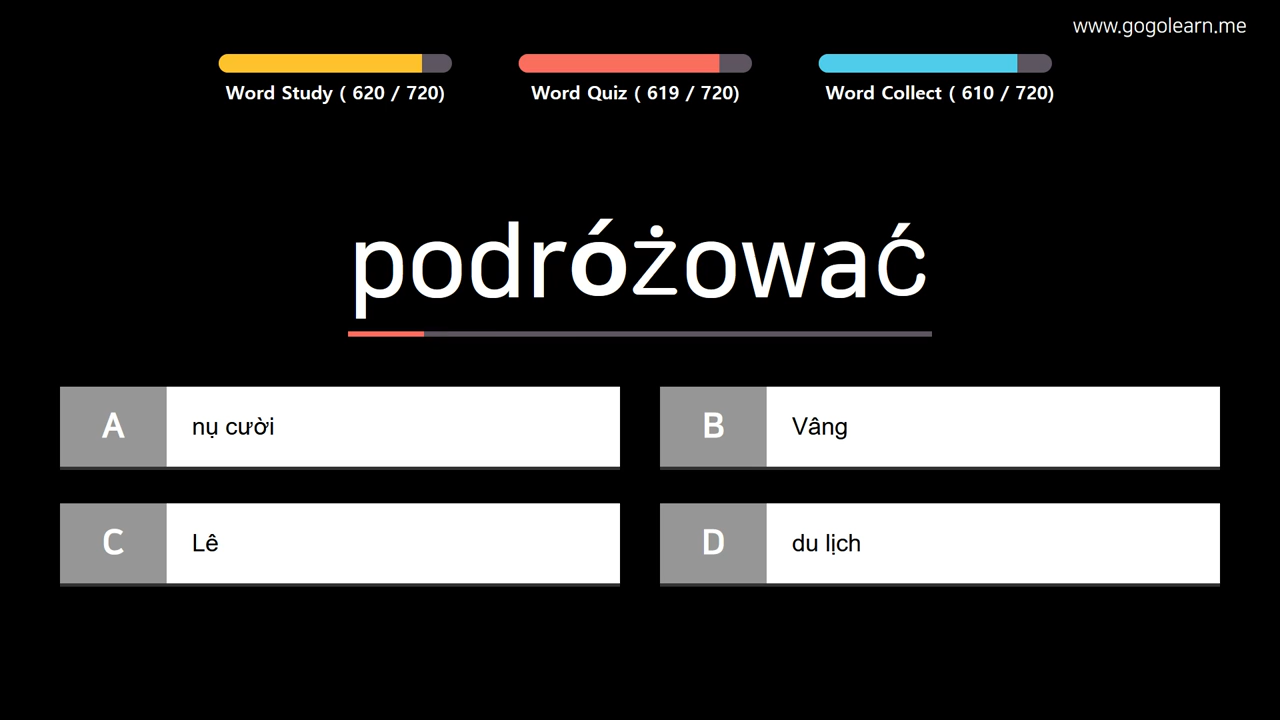 www.gogolearn.me
Word Study ( 620 / 720)
Word Quiz ( 619 / 720)
Word Collect ( 610 / 720)
podróżować
A nụ cười
B Vâng
C Lê
D du lịch